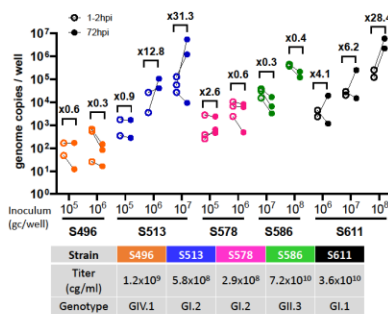 1-2hpi
72hpi
genome copies / well
10⁷
10⁶
10⁵
10⁴
10³
10²
10¹
10⁰
x0.6
x0.3
x0.9
x12.8
x31.3
x2.6
x0.6
x0.3
x0.4
x4.1
x6.2
x28.4
Inoculum (gc/well)
10⁵ 10⁶ 10⁵ 10⁶ 10⁷ 10⁵ 10⁶ 10⁷ 10⁸ 10⁶ 10⁷ 10⁸
S496 S513 S578 S586 S611
Strain S496 S513 S578 S586 S611
Titer (cg/ml) 1.2x10⁹ 5.8x10⁸ 2.9x10⁸ 7.2x10¹⁰ 3.6x10¹⁰
Genotype GIV.1 GI.2 GI.2 GII.3 GI.1